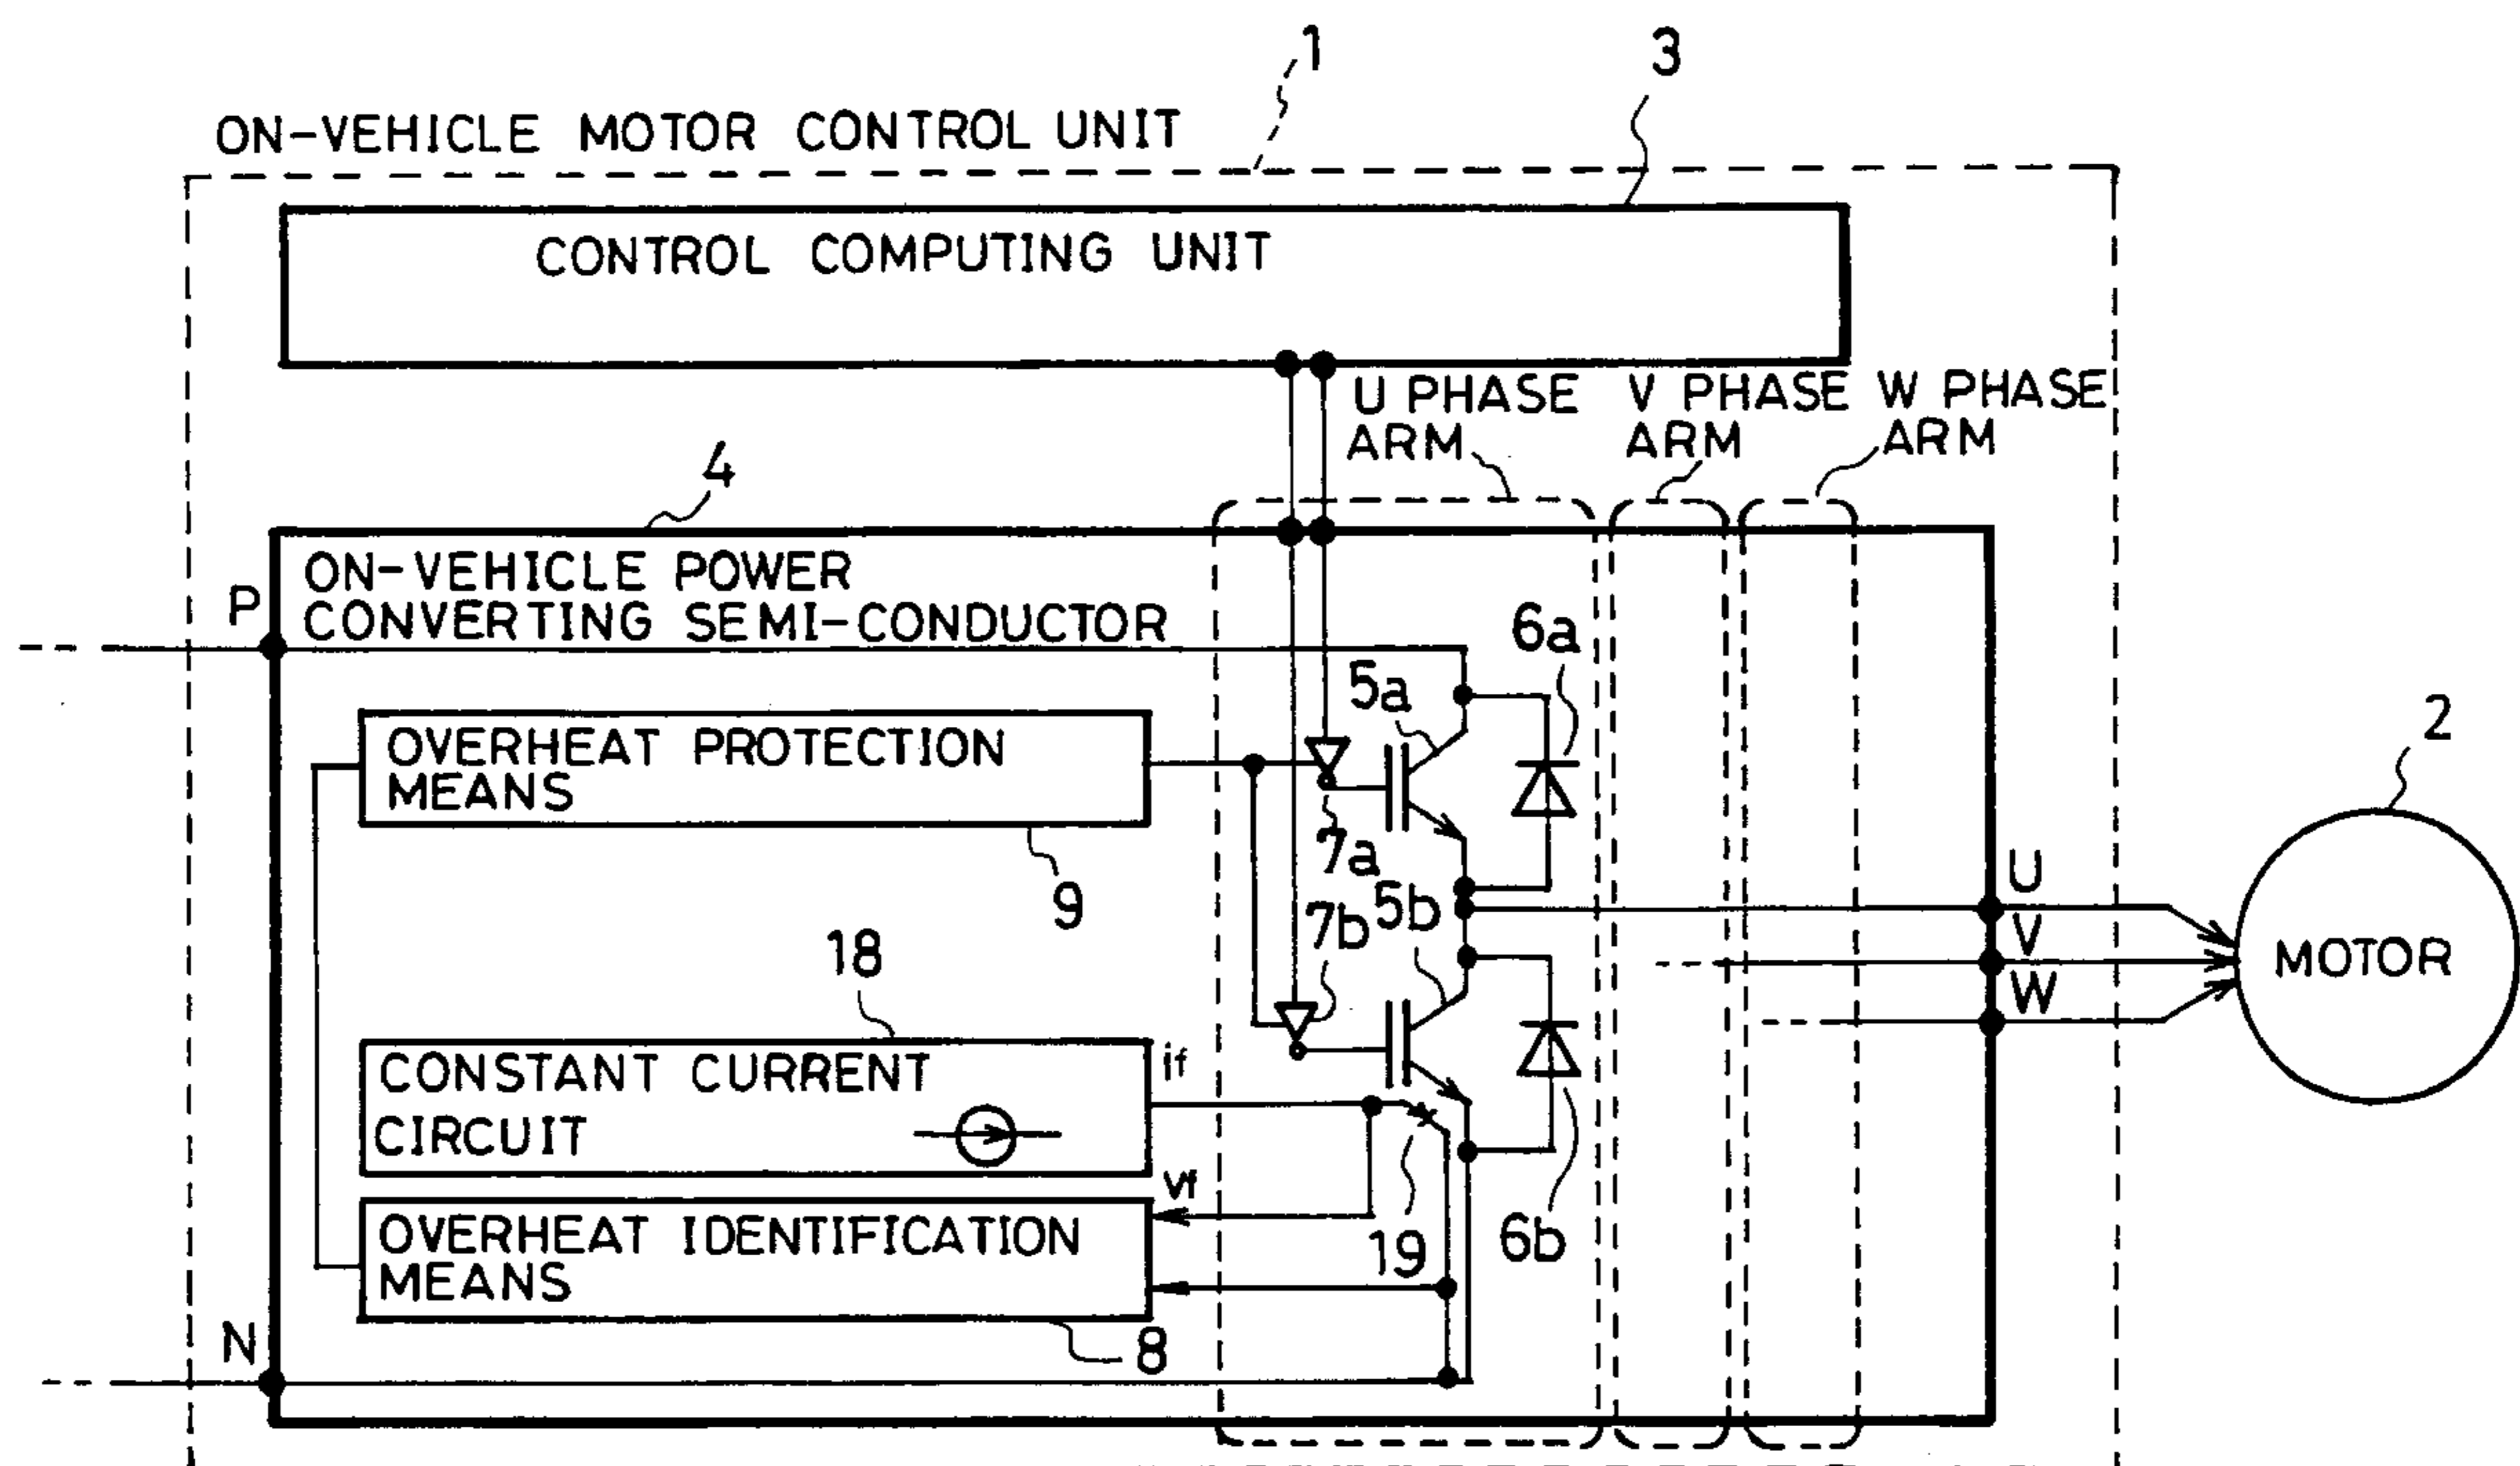 1
3
ON-VEHICLE MOTOR CONTROL UNIT
CONTROL COMPUTING UNIT
U PHASE
ARM
V PHASE
ARM
W PHASE
ARM
4
ON-VEHICLE POWER
CONVERTING SEMI-CONDUCTOR
P
6a
5a
2
OVERHEAT PROTECTION
MEANS
7a
9
U
5b
7b
V
18
MOTOR
W
CONSTANT CURRENT
CIRCUIT
if
Vf
OVERHEAT IDENTIFICATION
MEANS
19
6b
N
8